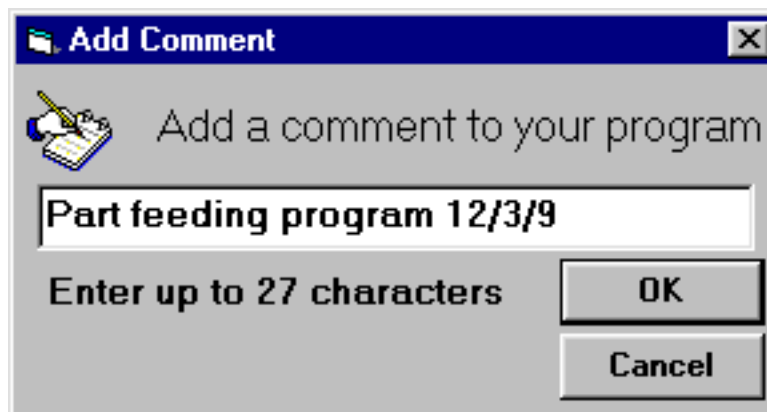 Add Comment
Add a comment to your program
Part feeding program 12/3/9
Enter up to 27 characters
OK
Cancel